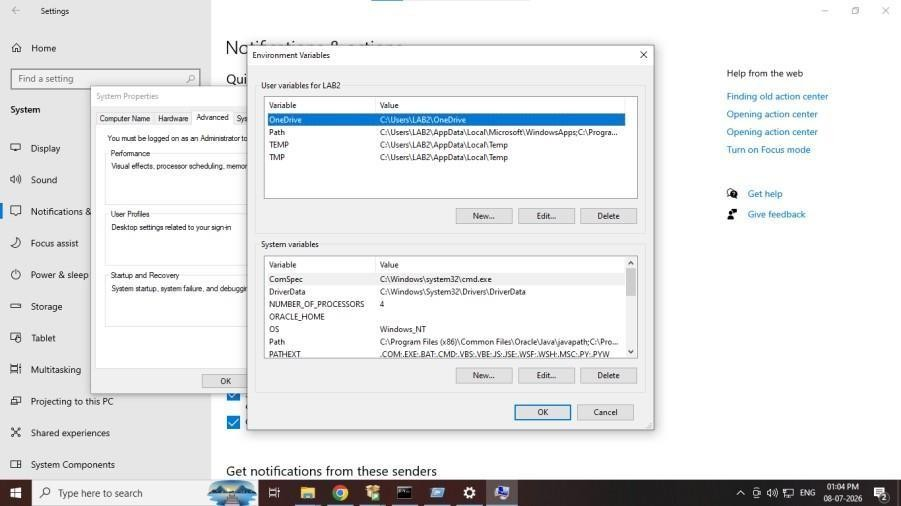 Settings
Home
Find a setting
System
Display
Sound
Notifications &
Focus assist
Power & sleep
Storage
Tablet
Multitasking
Projecting to this PC
Shared experiences
System Components
Notifications & actions
Qui
System Properties
Computer Name Hardware Advanced Sys
You must be logged on as an Administrator to
Performance
Visual effects, processor scheduling, memor
User Profiles
Desktop settings related to your sign-in
Startup and Recovery
System startup, system failure, and debuggin
OK
Environment Variables
User variables for LAB2
Variable Value
OneDrive C:\Users\LAB2\OneDrive
Path C:\Users\LAB2\AppData\Local\Microsoft\WindowsApps;C:\Progra...
TEMP C:\Users\LAB2\AppData\Local\Temp
TMP C:\Users\LAB2\AppData\Local\Temp
New... Edit... Delete
System variables
Variable Value
ComSpec C:\Windows\system32\cmd.exe
DriverData C:\Windows\System32\Drivers\DriverData
NUMBER_OF_PROCESSORS 4
ORACLE_HOME
OS Windows_NT
Path C:\Program Files (x86)\Common Files\Oracle\Java\javapath;C:\Pro...
PATHEXT .COM;.EXE;.BAT;.CMD;.VBS;.VBE;.JS;.JSE;.WSF;.WSH;.MSC;.PY;.PYW
New... Edit... Delete
OK Cancel
Get notifications from these senders
Help from the web
Finding old action center
Opening action center
Opening action center
Turn on Focus mode
Get help
Give feedback
Type here to search
ENG
01:04 PM
08-07-2026
2